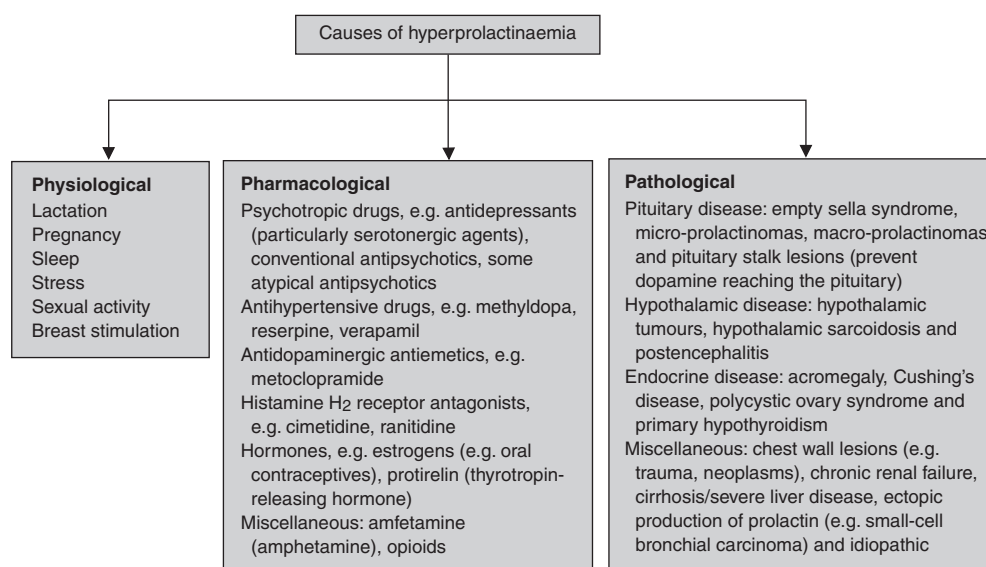 Causes of hyperprolactinaemia
Physiological
Lactation
Pregnancy
Sleep
Stress
Sexual activity
Breast stimulation
Pharmacological
Psychotropic drugs, e.g. antidepressants
(particularly serotonergic agents),
conventional antipsychotics, some
atypical antipsychotics
Antihypertensive drugs, e.g. methyldopa,
reserpine, verapamil
Antidopaminergic antiemetics, e.g.
metoclopramide
Histamine H2 receptor antagonists,
e.g. cimetidine, ranitidine
Hormones, e.g. estrogens (e.g. oral
contraceptives), protirelin (thyrotropin-
releasing hormone)
Miscellaneous: amfetamine
(amphetamine), opioids
Pathological
Pituitary disease: empty sella syndrome,
micro-prolactinomas, macro-prolactinomas
and pituitary stalk lesions (prevent
dopamine reaching the pituitary)
Hypothalamic disease: hypothalamic
tumours, hypothalamic sarcoidosis and
postencephalitis
Endocrine disease: acromegaly, Cushing's
disease, polycystic ovary syndrome and
primary hypothyroidism
Miscellaneous: chest wall lesions (e.g.
trauma, neoplasms), chronic renal failure,
cirrhosis/severe liver disease, ectopic
production of prolactin (e.g. small-cell
bronchial carcinoma) and idiopathic